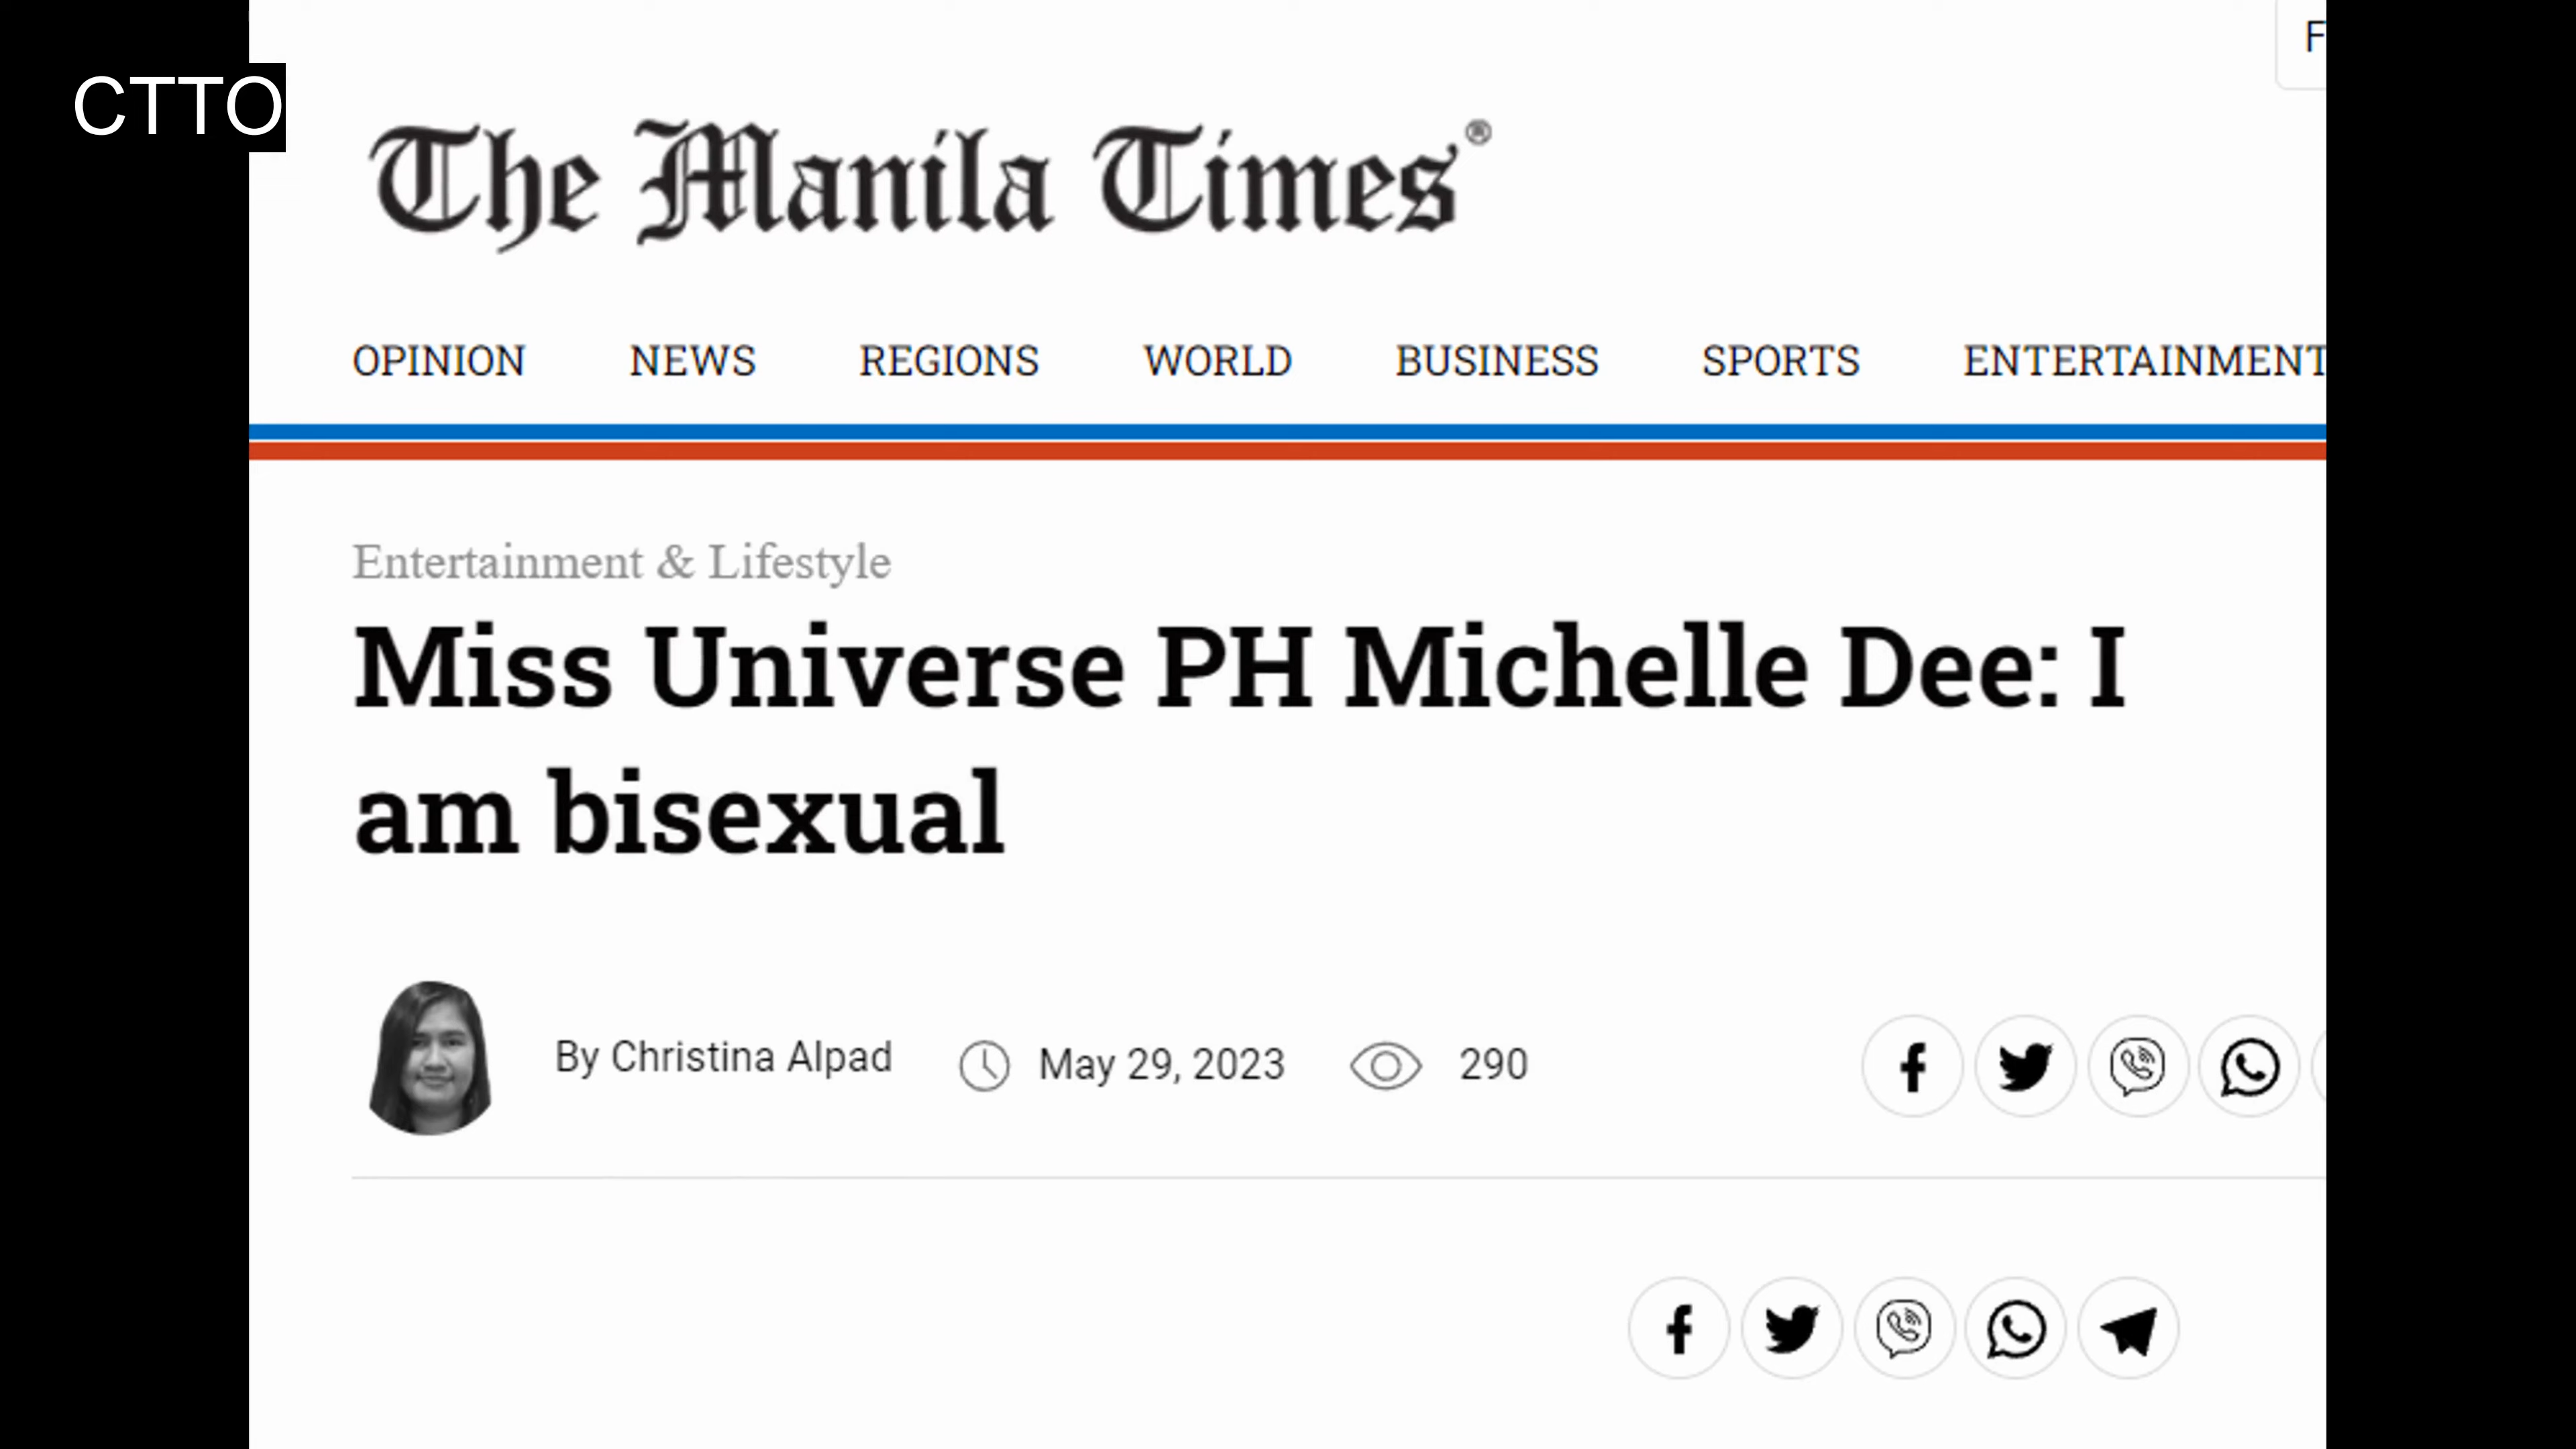 CTTO
The Manila Times®
OPINION NEWS REGIONS WORLD BUSINESS SPORTS ENTERTAINMENT
Entertainment & Lifestyle
Miss Universe PH Michelle Dee: I
am bisexual
By Christina Alpad May 29, 2023 290